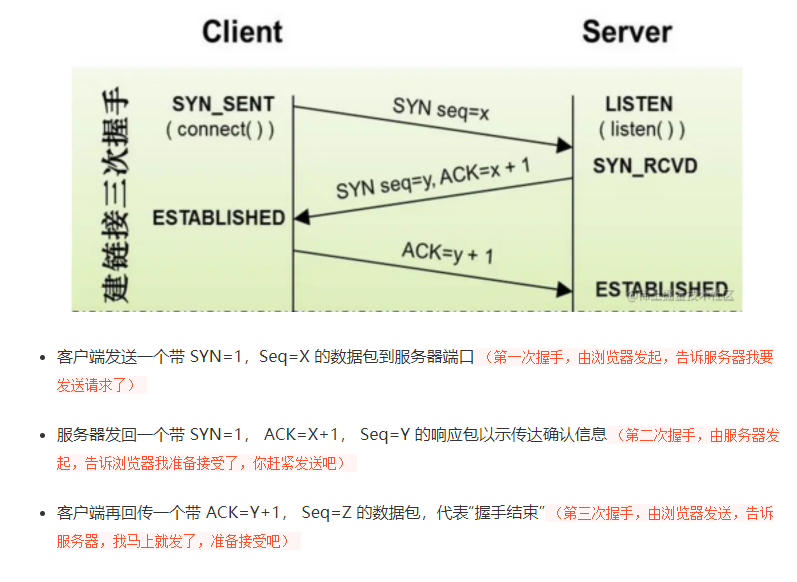 Client
Server
建链接三次握手
SYN_SENT
( connect( ) )
SYN seq=x
LISTEN
( listen( ) )
SYN_RCVD
SYN seq=y, ACK=x + 1
ESTABLISHED
ACK=y + 1
ESTABLISHED
@稀土掘金技术社区
客户端发送一个带 SYN=1，Seq=X 的数据包到服务器端口（第一次握手，由浏览器发起，告诉服务器我要
发送请求了）
服务器发回一个带 SYN=1， ACK=X+1， Seq=Y 的响应包以示传达确认信息（第二次握手，由服务器发
起，告诉浏览器我准备接受了，你赶紧发送吧）
客户端再回传一个带 ACK=Y+1， Seq=Z 的数据包，代表“握手结束”（第三次握手，由浏览器发送，告诉
服务器，我马上就发了，准备接受吧）